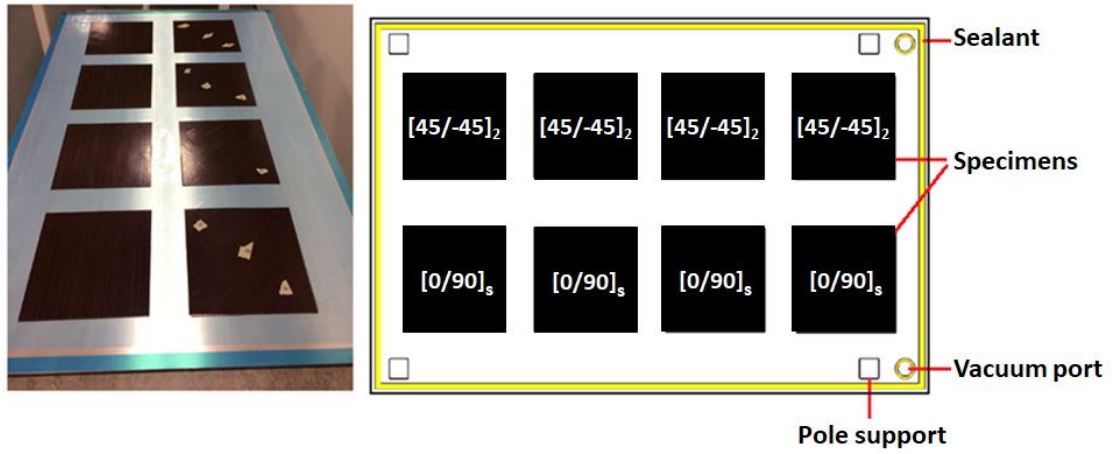 Sealant
[45/-45]₂ [45/-45]₂ [45/-45]₂ [45/-45]₂
Specimens
[0/90]ₛ [0/90]ₛ [0/90]ₛ [0/90]ₛ
Vacuum port
Pole support